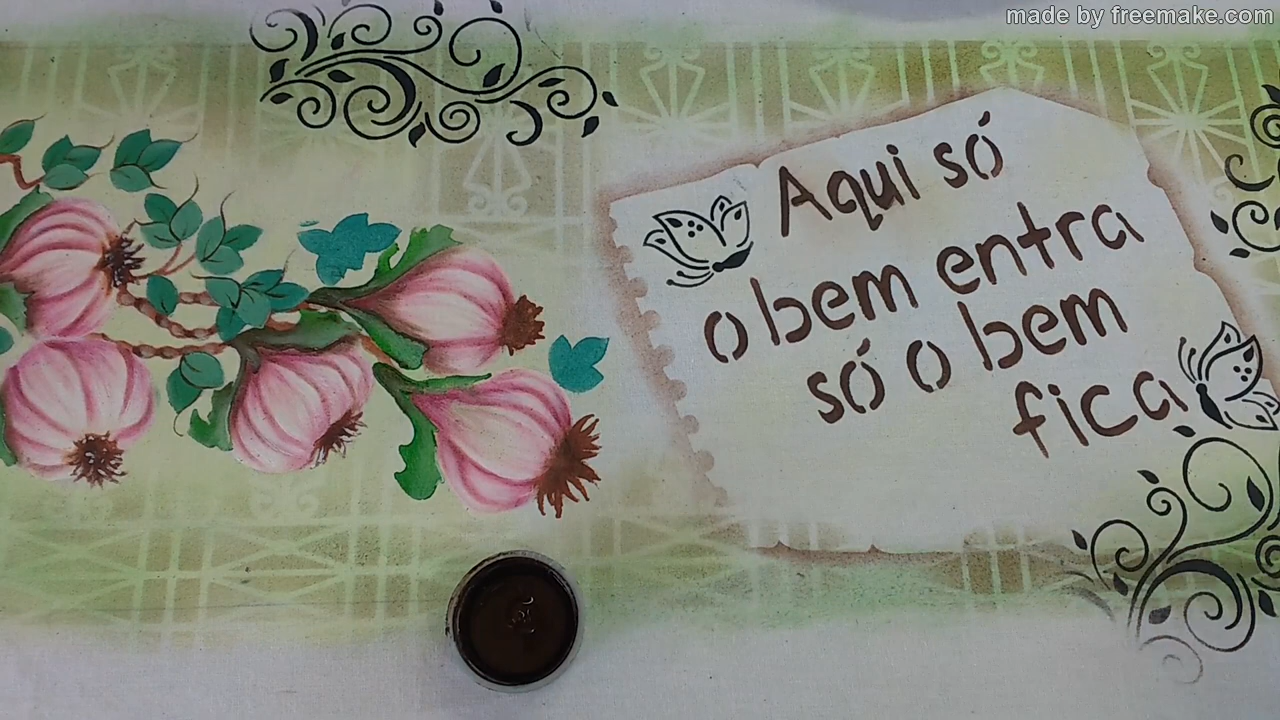 made by freemake.com
Aqui só
o bem entra
só o bem
fica